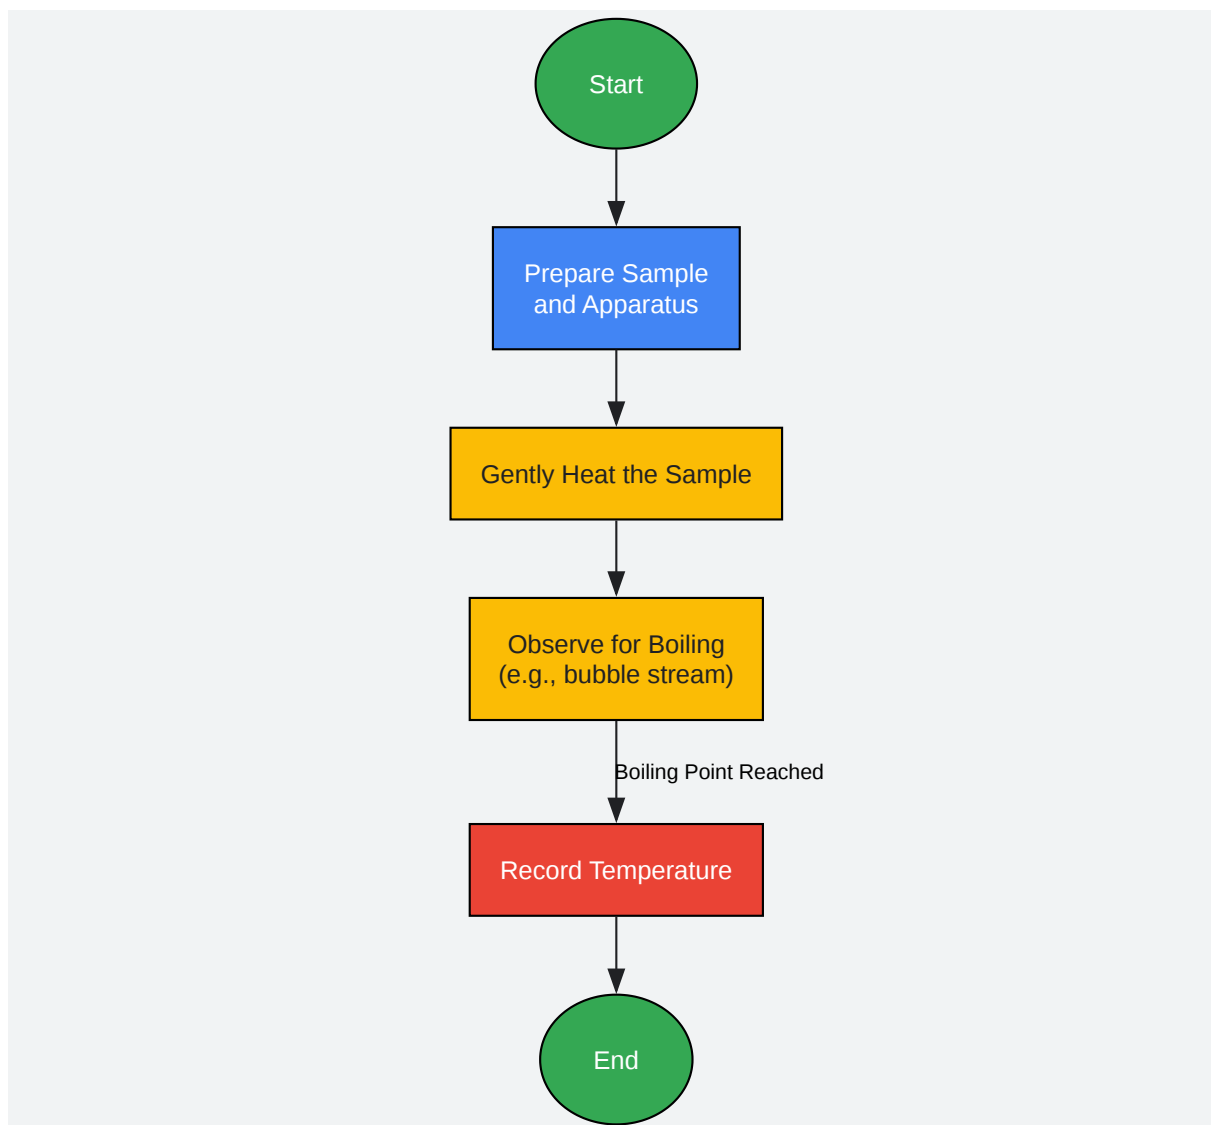 Start
Prepare Sample
and Apparatus
Gently Heat the Sample
Observe for Boiling
(e.g., bubble stream)
Boiling Point Reached
Record Temperature
End